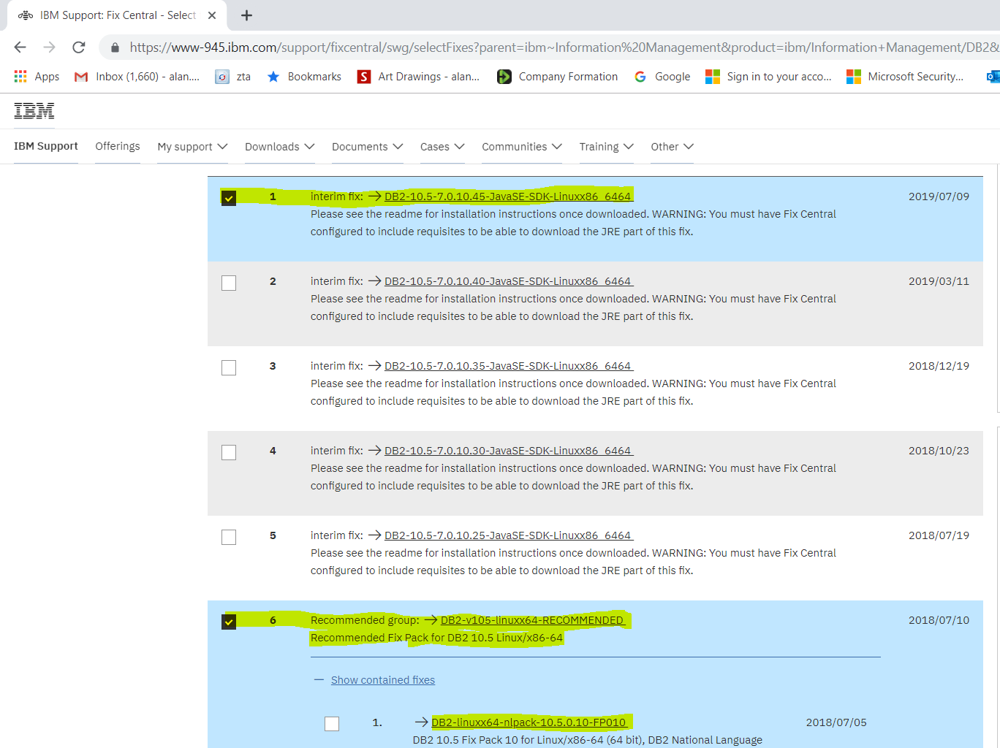 IBM Support: Fix Central - Select
https://www-945.ibm.com/support/fixcentral/swg/selectFixes?parent=ibm~Information%20Management&product=ibm/Information+Management/DB2&
Apps Inbox (1,660) - alan.... zta Bookmarks S Art Drawings - alan... Company Formation Google Sign in to your acco... Microsoft Security...
IBM
IBM Support Offerings My support Downloads Documents Cases Communities Training Other
1 interim fix: →DB2-10.5-7.0.10.45-JavaSE-SDK-Linuxx86_6464 2019/07/09
Please see the readme for installation instructions once downloaded. WARNING: You must have Fix Central
configured to include requisites to be able to download the JRE part of this fix.
2 interim fix: →DB2-10.5-7.0.10.40-JavaSE-SDK-Linuxx86_6464 2019/03/11
Please see the readme for installation instructions once downloaded. WARNING: You must have Fix Central
configured to include requisites to be able to download the JRE part of this fix.
3 interim fix: →DB2-10.5-7.0.10.35-JavaSE-SDK-Linuxx86_6464 2018/12/19
Please see the readme for installation instructions once downloaded. WARNING: You must have Fix Central
configured to include requisites to be able to download the JRE part of this fix.
4 interim fix: →DB2-10.5-7.0.10.30-JavaSE-SDK-Linuxx86_6464 2018/10/23
Please see the readme for installation instructions once downloaded. WARNING: You must have Fix Central
configured to include requisites to be able to download the JRE part of this fix.
5 interim fix: →DB2-10.5-7.0.10.25-JavaSE-SDK-Linuxx86_6464 2018/07/19
Please see the readme for installation instructions once downloaded. WARNING: You must have Fix Central
configured to include requisites to be able to download the JRE part of this fix.
6 Recommended group: →DB2-v105-linuxx64-RECOMMENDED 2018/07/10
Recommended Fix Pack for DB2 10.5 Linux/x86-64
— Show contained fixes
1. →DB2-linuxx64-nlpack-10.5.0.10-FP010 2018/07/05
DB2 10.5 Fix Pack 10 for Linux/x86-64 (64 bit), DB2 National Language